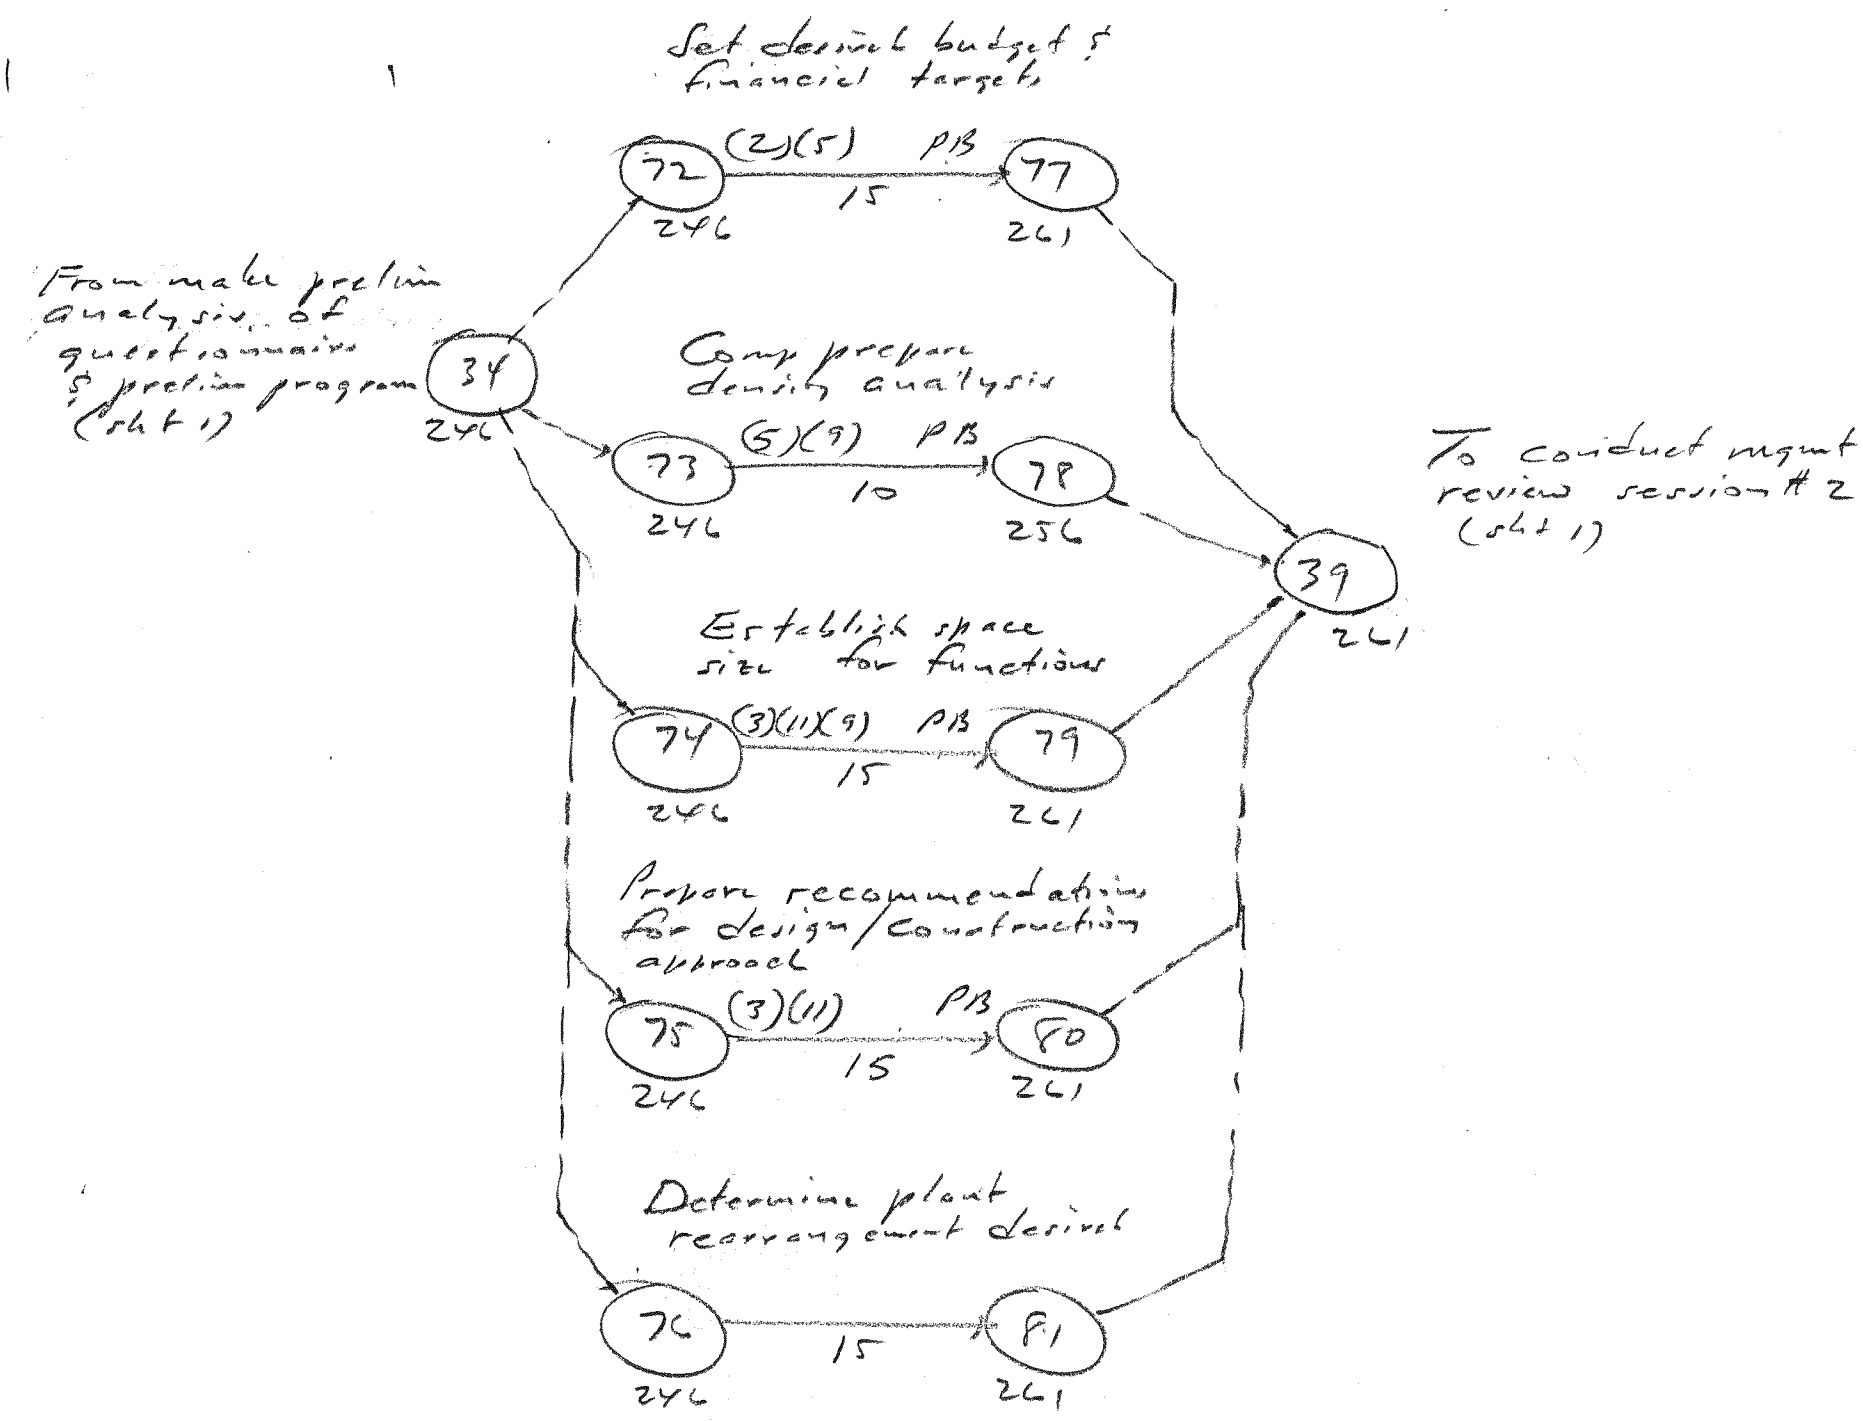 Set desired budget &
financial targets
72
(2)(5) PB
15
77
246
261
From make prelim
analysis of
questionnaire
& prelim program
(sht 1)
34
246
Comp prepare
density analysis
73
(5)(9) PB
10
78
246
256
To conduct mgmt
review session # 2
(sht 1)
39
261
Establish space
size for functions
74
(3)(11)(9) PB
15
79
246
261
Prepare recommendations
for design/construction
approach
75
(3)(11) PB
15
80
246
261
Determine plant
rearrangement desired
76
15
81
246
261